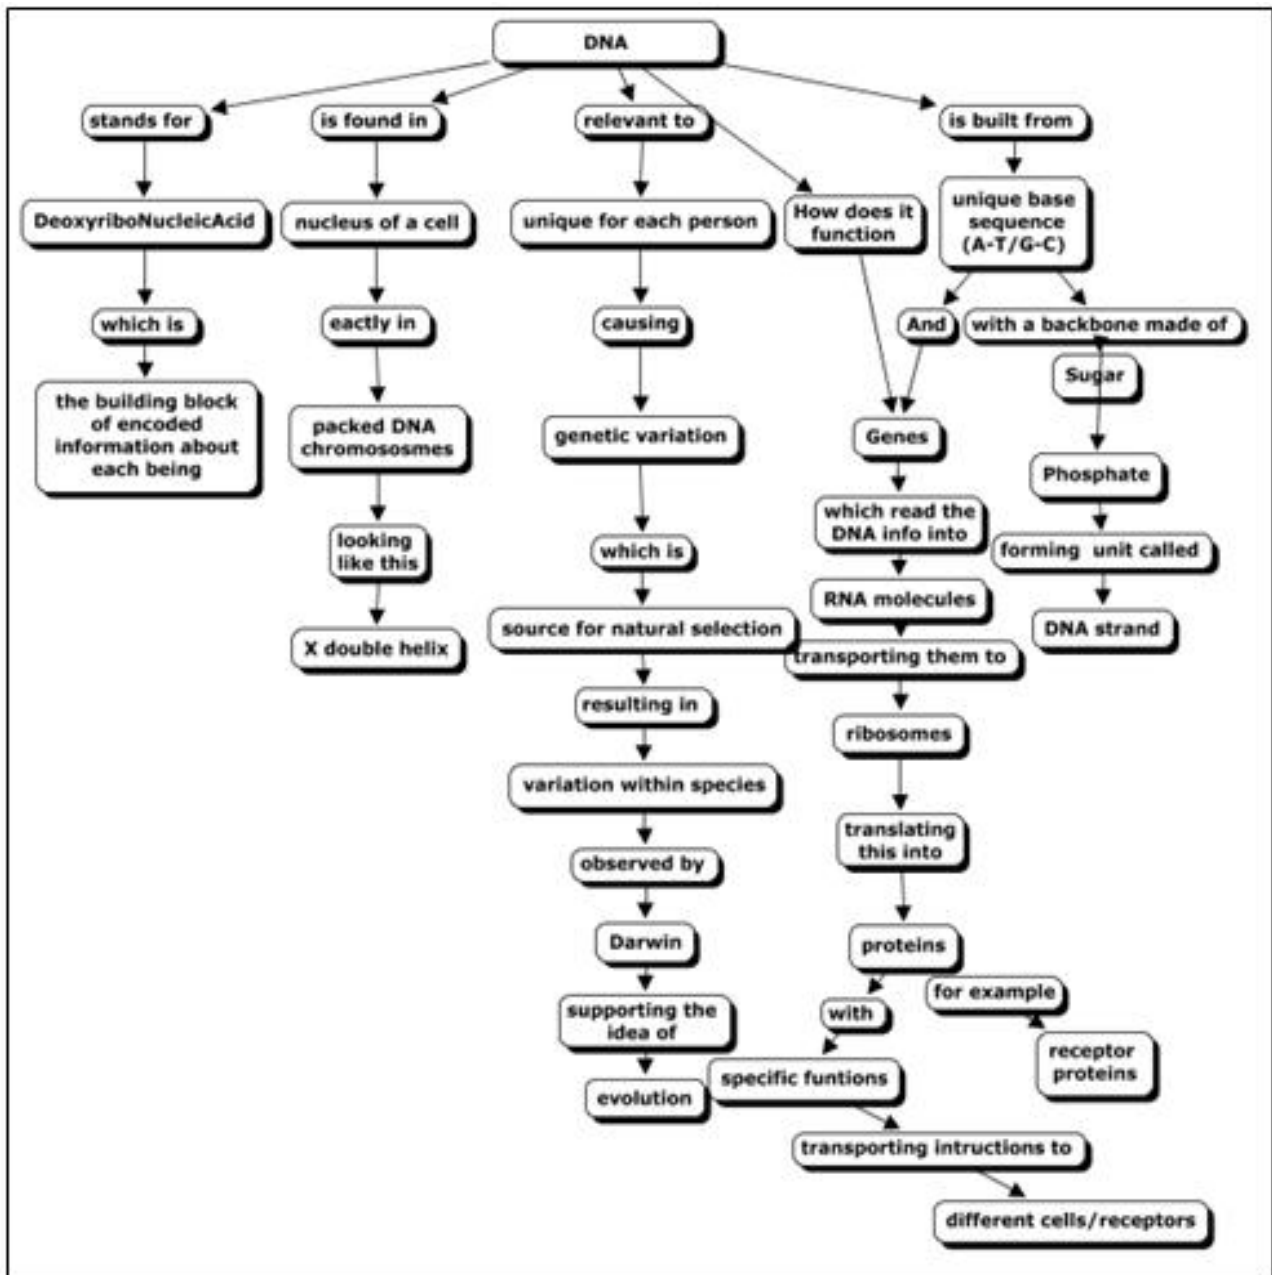 DNA
stands for
is found in
relevant to
is built from
DeoxyriboNucleicAcid
nucleus of a cell
unique for each person
How does it
function
unique base
sequence
(A-T/G-C)
which is
eactly in
causing
And
with a backbone made of
Sugar
the building block
of encoded
information about
each being
packed DNA
chromososmes
genetic variation
Genes
Phosphate
looking
like this
which is
which read the
DNA info into
forming unit called
X double helix
source for natural selection
RNA molecules
DNA strand
transporting them to
resulting in
ribosomes
variation within species
translating
this into
observed by
Darwin
proteins
for example
supporting the
idea of
with
receptor
proteins
evolution
specific funtions
transporting intructions to
different cells/receptors